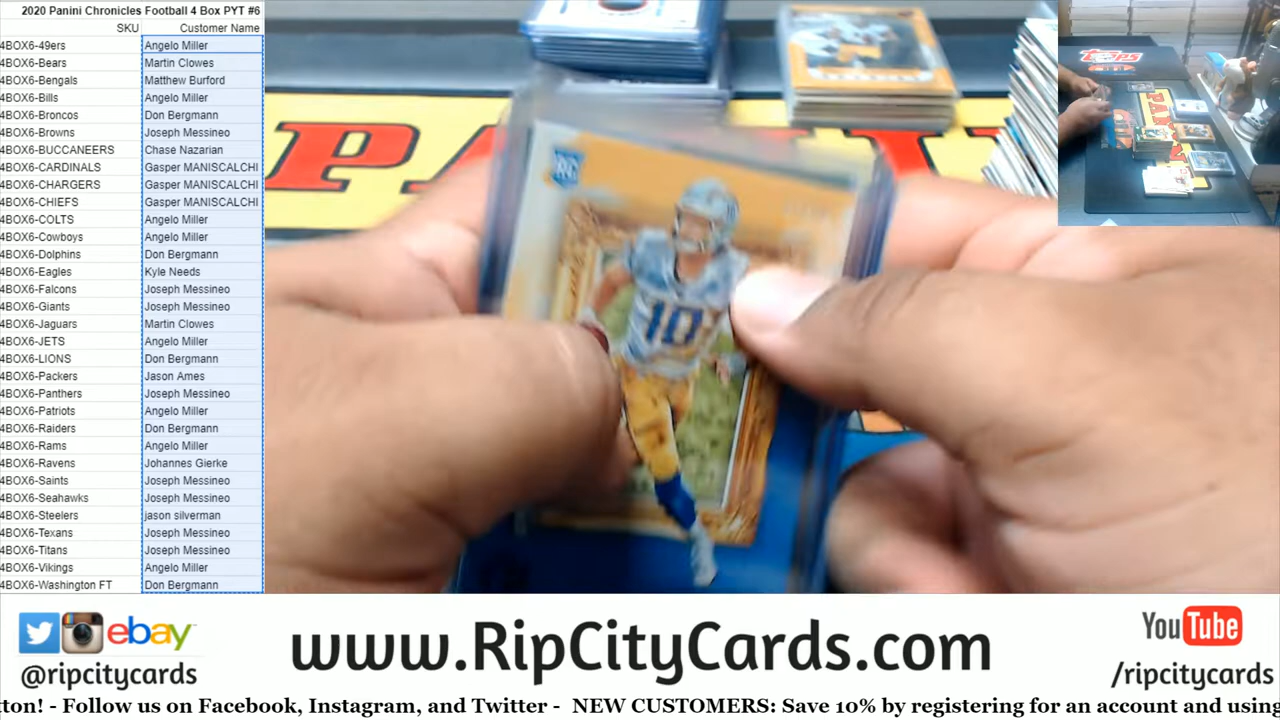 2020 Panini Chronicles Football 4 Box PYT #6
SKU Customer Name
4BOX6-49ers Angelo Miller
4BOX6-Bears Martin Clowes
4BOX6-Bengals Matthew Burford
4BOX6-Bills Angelo Miller
4BOX6-Broncos Don Bergmann
4BOX6-Browns Joseph Messineo
4BOX6-BUCCANEERS Chase Nazarian
4BOX6-CARDINALS Gasper MANISCALCHI
4BOX6-CHARGERS Gasper MANISCALCHI
4BOX6-CHIEFS Gasper MANISCALCHI
4BOX6-COLTS Angelo Miller
4BOX6-Cowboys Angelo Miller
4BOX6-Dolphins Don Bergmann
4BOX6-Eagles Kyle Needs
4BOX6-Falcons Joseph Messineo
4BOX6-Giants Joseph Messineo
4BOX6-Jaguars Martin Clowes
4BOX6-JETS Angelo Miller
4BOX6-LIONS Don Bergmann
4BOX6-Packers Jason Ames
4BOX6-Panthers Joseph Messineo
4BOX6-Patriots Angelo Miller
4BOX6-Raiders Don Bergmann
4BOX6-Rams Angelo Miller
4BOX6-Ravens Johannes Gierke
4BOX6-Saints Joseph Messineo
4BOX6-Seahawks Joseph Messineo
4BOX6-Steelers jason silverman
4BOX6-Texans Joseph Messineo
4BOX6-Titans Joseph Messineo
4BOX6-Vikings Angelo Miller
4BOX6-Washington FT Don Bergmann
RC
10
Topps
PANINI
ebay
@ripcitycards
www.RipCityCards.com
YouTube
/ripcitycards
tton! - Follow us on Facebook, Instagram, and Twitter - NEW CUSTOMERS: Save 10% by registering for an account and using